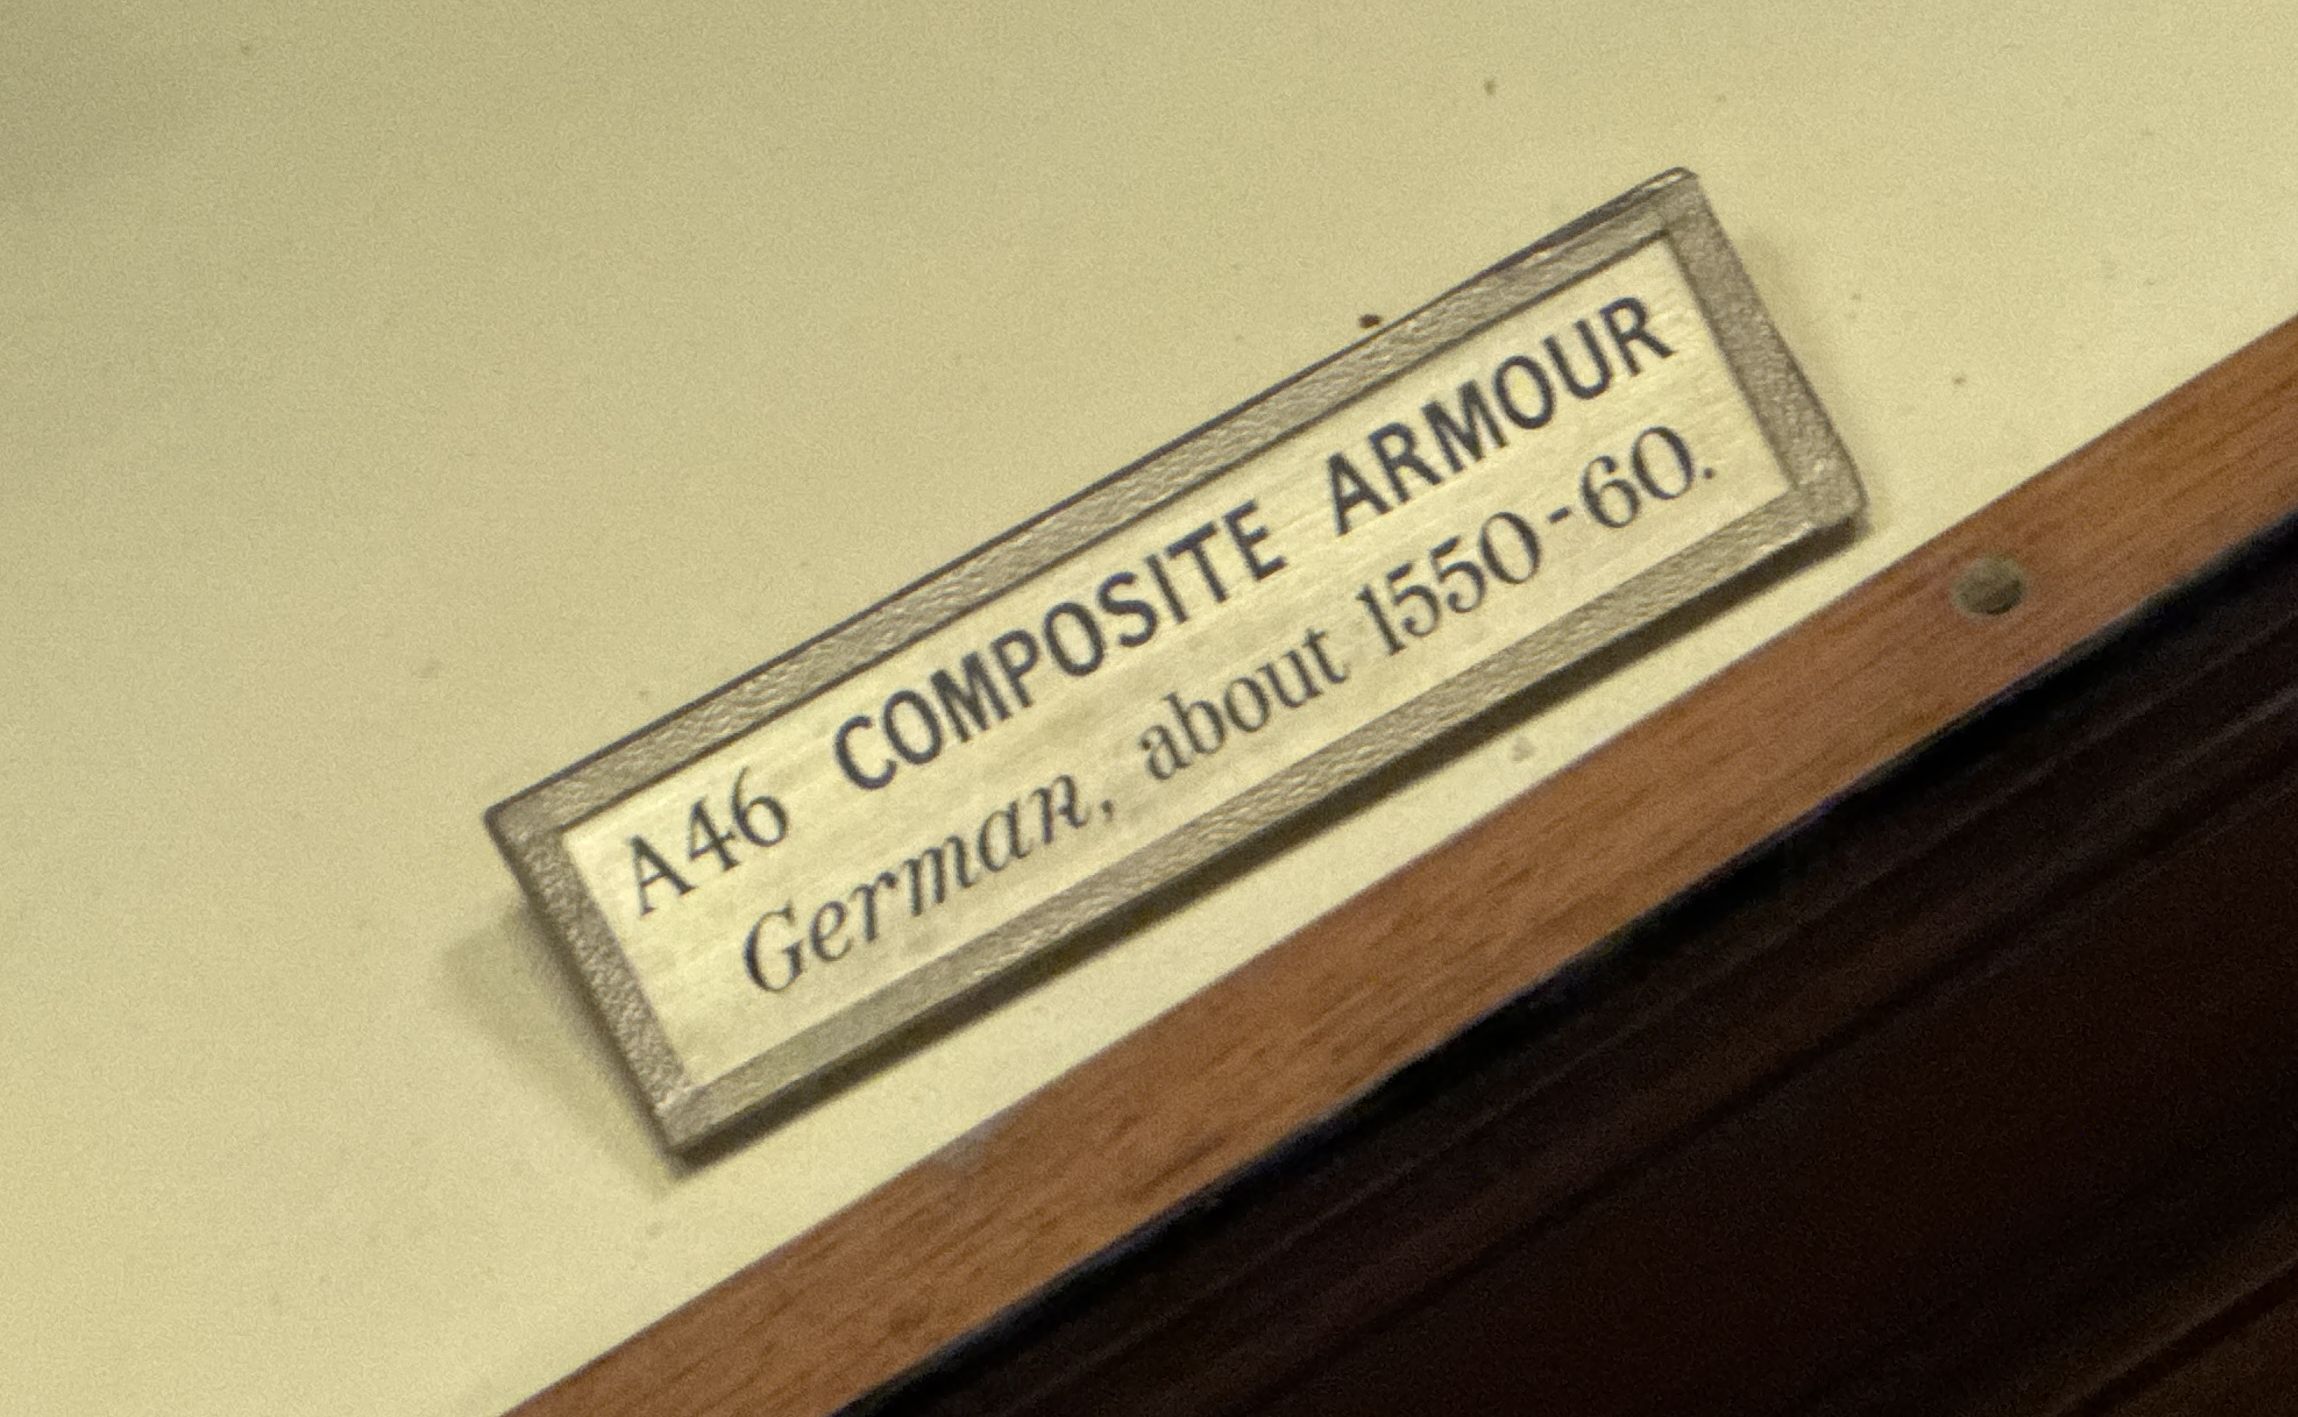 A46 COMPOSITE ARMOUR
German, about 1550-60.